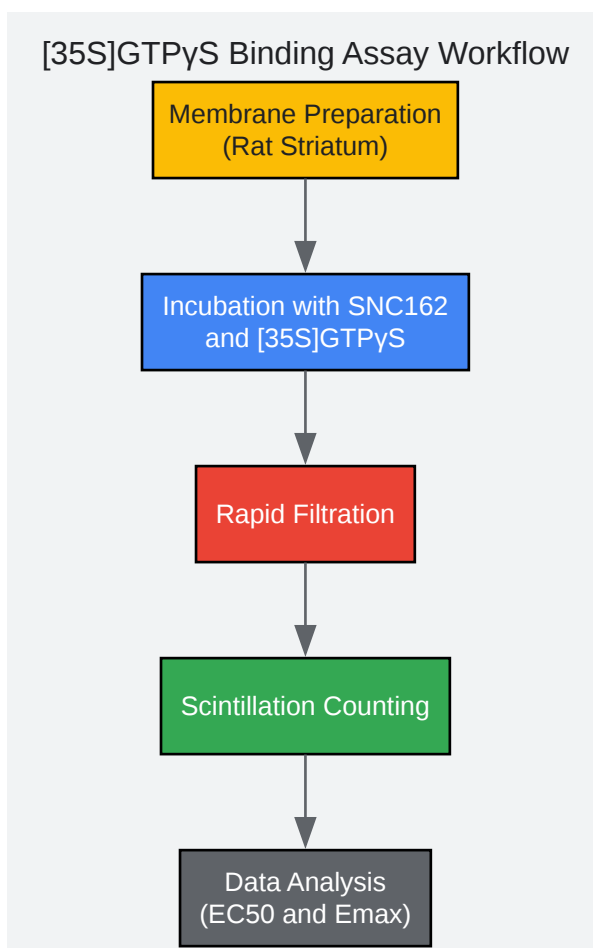 [35S]GTPγS Binding Assay Workflow
Membrane Preparation
(Rat Striatum)
Incubation with SNC162
and [35S]GTPγS
Rapid Filtration
Scintillation Counting
Data Analysis
(EC50 and Emax)